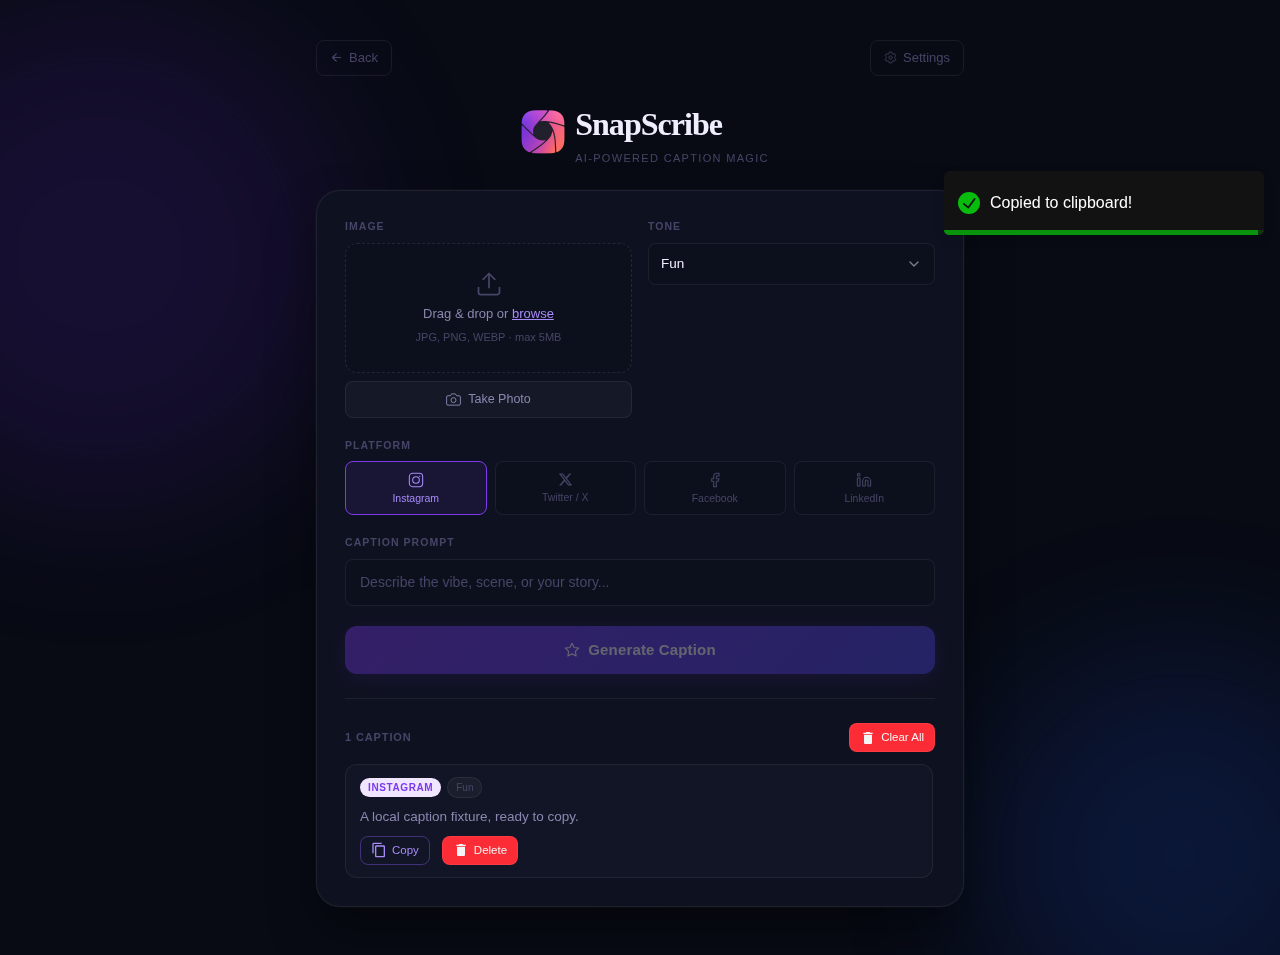 Back
Settings
SnapScribe
AI-POWERED CAPTION MAGIC
Copied to clipboard!
IMAGE
TONE
Drag & drop or browse
JPG, PNG, WEBP · max 5MB
Fun
Take Photo
PLATFORM
Instagram
Twitter / X
Facebook
LinkedIn
CAPTION PROMPT
Describe the vibe, scene, or your story...
Generate Caption
1 CAPTION
Clear All
INSTAGRAM
Fun
A local caption fixture, ready to copy.
Copy
Delete